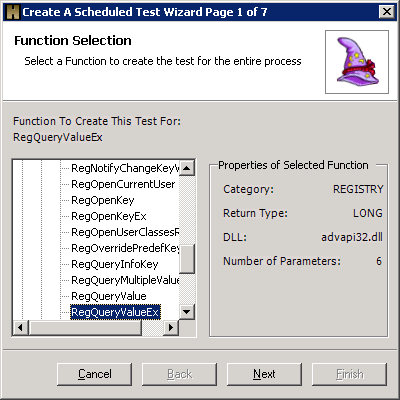 Create A Scheduled Test Wizard Page 1 of 7
Function Selection
Select a Function to create the test for the entire process
Function To Create This Test For:
RegQueryValueEx
RegNotifyChangeKeyV
RegOpenCurrentUser
RegOpenKey
RegOpenKeyEx
RegOpenUserClassesR
RegOverridePredefKey
RegQueryInfoKey
RegQueryMultipleValue
RegQueryValue
RegQueryValueEx
Properties of Selected Function
Category: REGISTRY
Return Type: LONG
DLL: advapi32.dll
Number of Parameters: 6
Cancel Back Next Finish